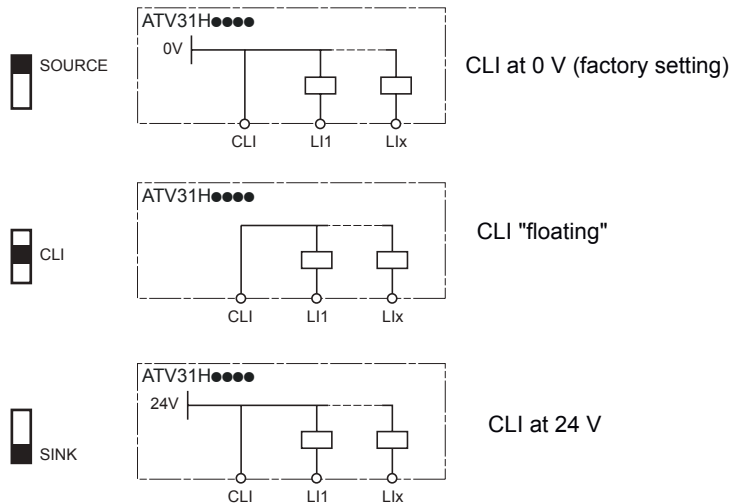 ATV31H●●●●
0V
SOURCE
CLI at 0 V (factory setting)
CLI LI1 LIx
ATV31H●●●●
CLI "floating"
CLI
CLI LI1 LIx
ATV31H●●●●
24V
CLI at 24 V
SINK
CLI LI1 LIx